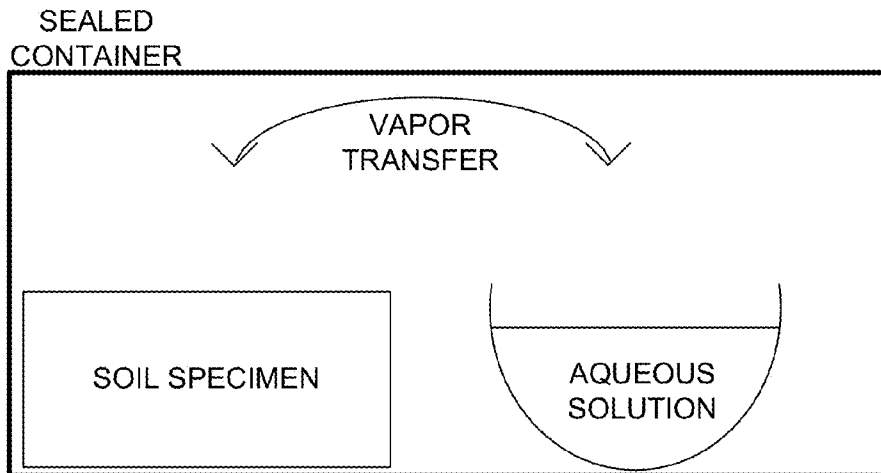 SEALED
CONTAINER
VAPOR
TRANSFER
SOIL SPECIMEN
AQUEOUS
SOLUTION